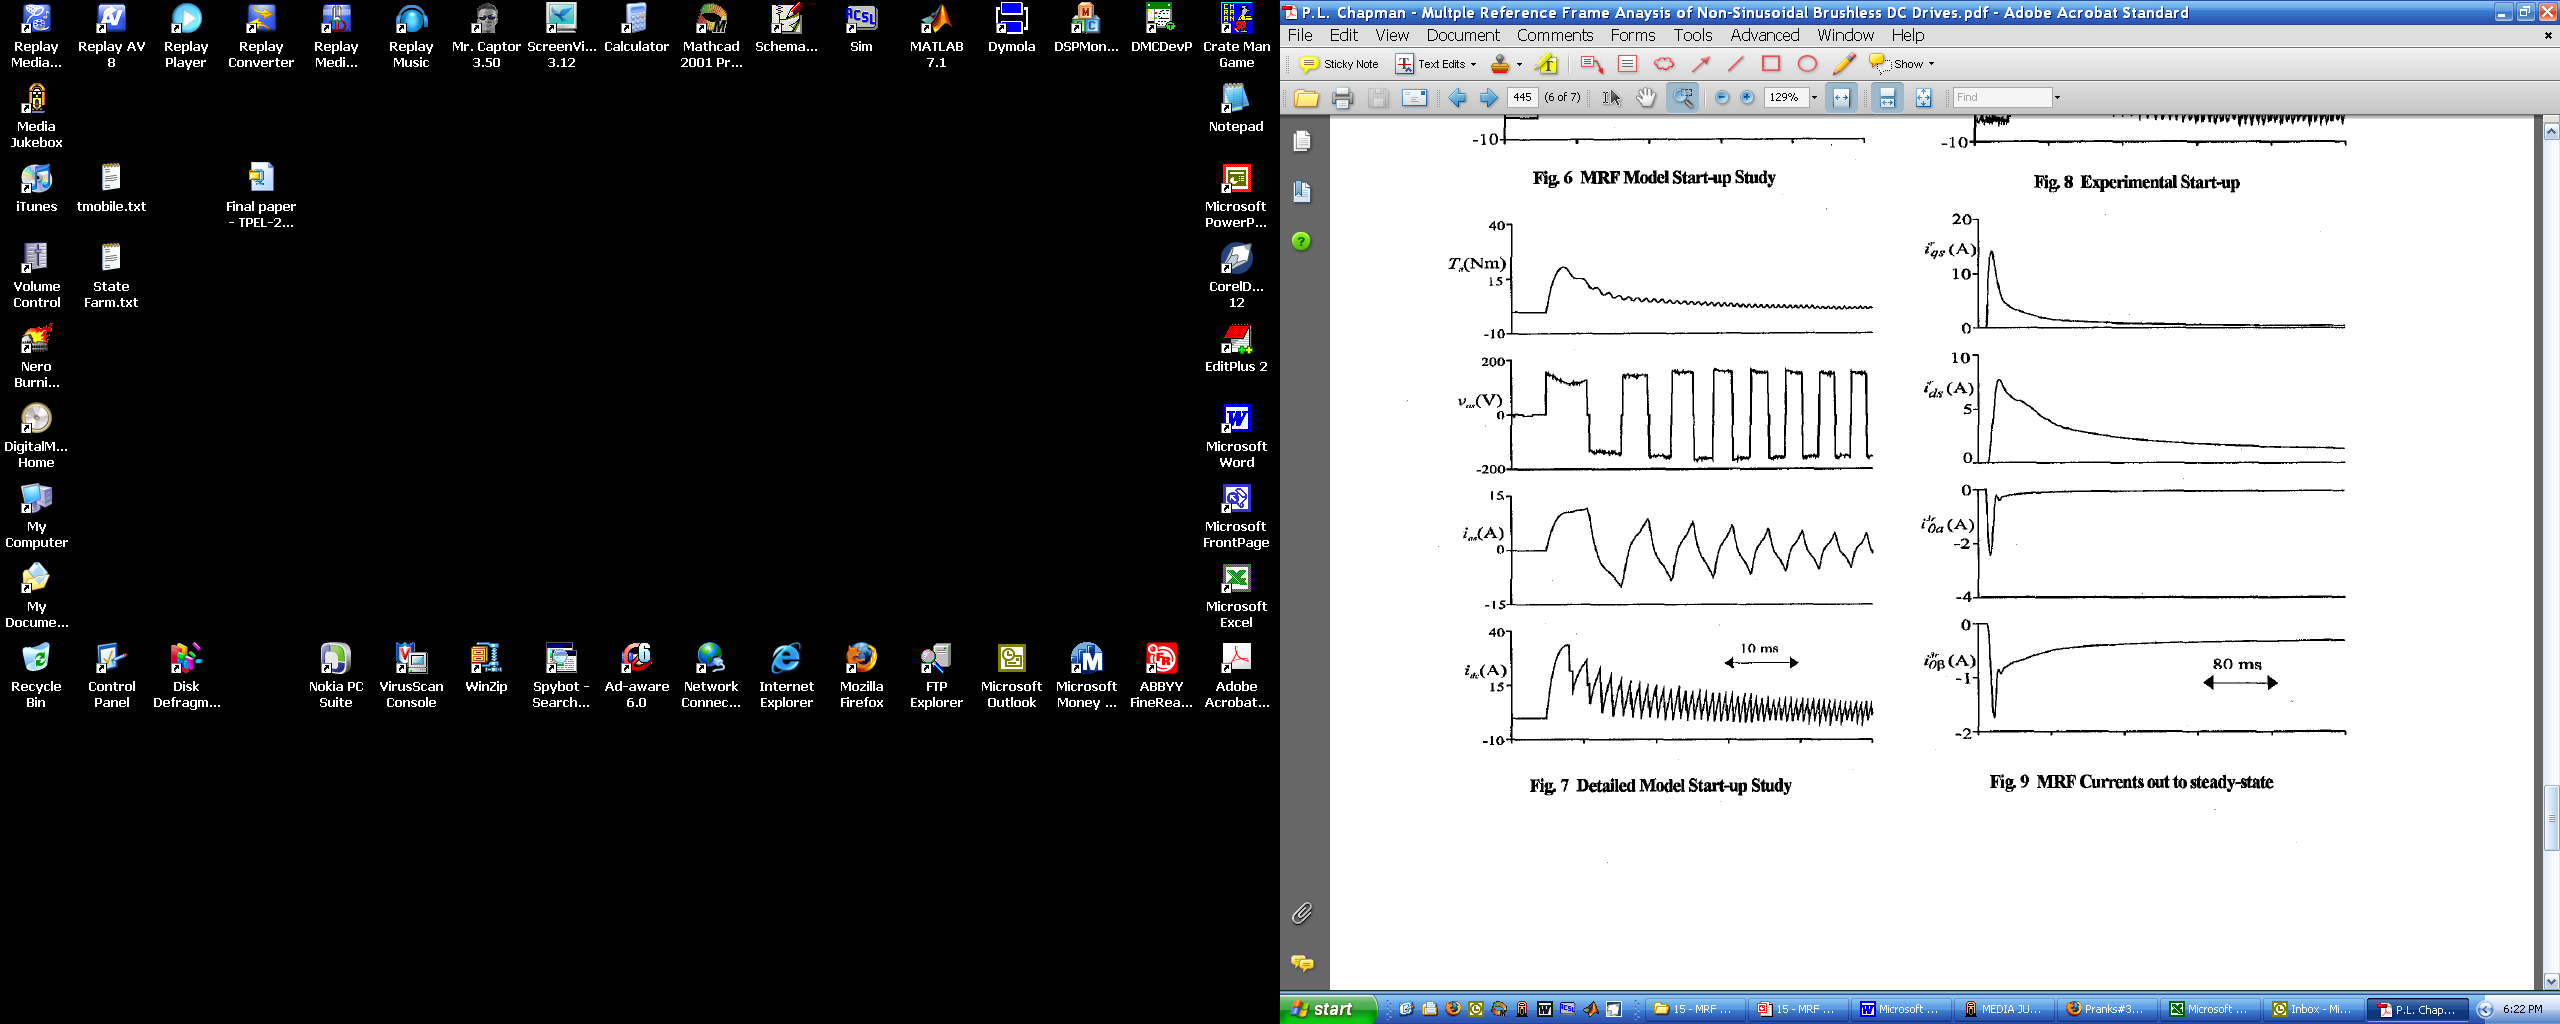 Replay Media...
Replay AV 8
Replay Player
Replay Converter
Replay Medi...
Replay Music
Mr. Captor 3.50
ScreenVi... 3.12
Calculator
Mathcad 2001 Pr...
Schema...
Sim
MATLAB 7.1
Dymola
DSPMon...
DMCDevP
Crate Man Game
Media Jukebox
Notepad
iTunes
tmobile.txt
Final paper - TPEL-2...
Microsoft PowerP...
Volume Control
State Farm.txt
CorelD... 12
Nero Burni...
EditPlus 2
DigitalM... Home
Microsoft Word
My Computer
Microsoft FrontPage
My Docume...
Microsoft Excel
Recycle Bin
Control Panel
Disk Defragm...
Nokia PC Suite
VirusScan Console
WinZip
Spybot - Search...
Ad-aware 6.0
Network Connec...
Internet Explorer
Mozilla Firefox
FTP Explorer
Microsoft Outlook
Microsoft Money ...
ABBYY FineRea...
Adobe Acrobat...
P.L. Chapman - Multple Reference Frame Anaysis of Non-Sinusoidal Brushless DC Drives.pdf - Adobe Acrobat Standard
File Edit View Document Comments Forms Tools Advanced Window Help
Sticky Note Text Edits Show
445 (6 of 7) 129% Find
-10
Fig. 6 MRF Model Start-up Study
40
Te(Nm)
15
-10
200
vas(V)
0
-200
15
ias(A)
0
-15
40
idc(A)
15
-10
10 ms
Fig. 7 Detailed Model Start-up Study
-10
Fig. 8 Experimental Start-up
20
irqs(A)
10
0
10
irds(A)
5
0
0
i3r0α(A)
-2
-4
0
i3r0β(A)
-1
-2
80 ms
Fig. 9 MRF Currents out to steady-state
start
15 - MRF ...
15 - MRF ...
Microsoft ...
MEDIA JU...
Pranks#3...
Microsoft ...
Inbox - Mi...
P.L. Chap...
6:22 PM